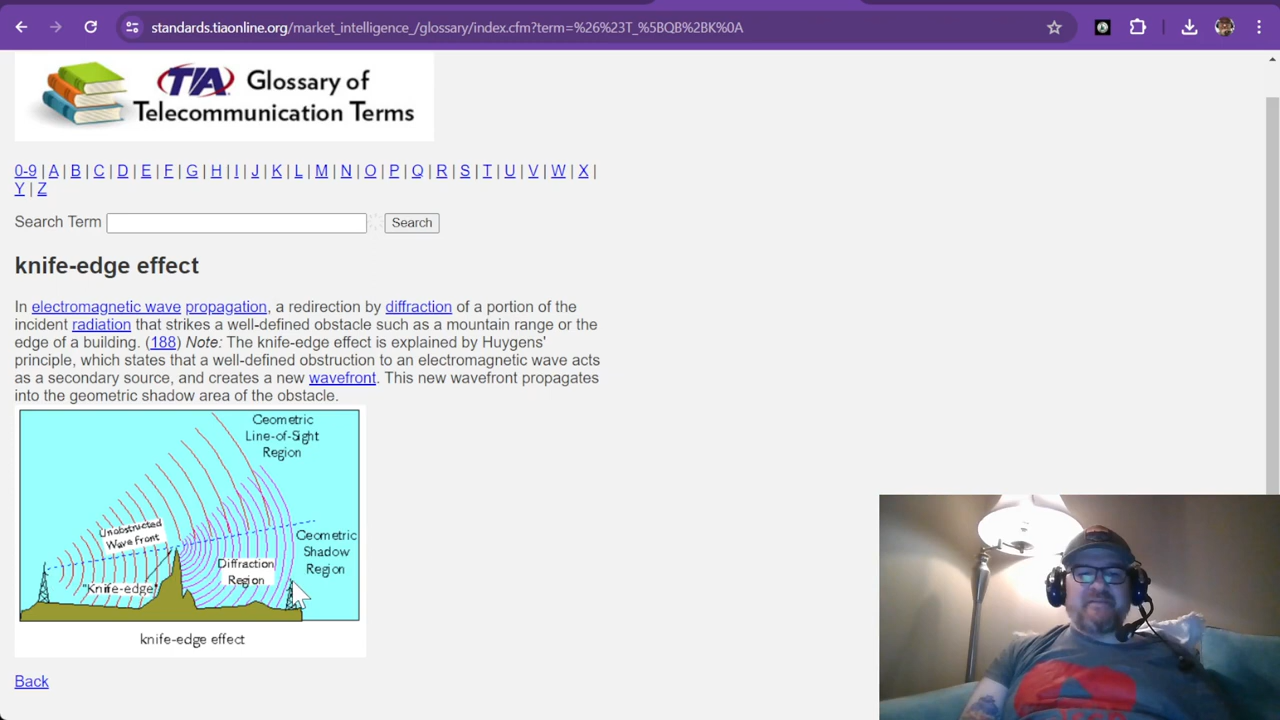 standards.tiaonline.org/market_intelligence_/glossary/index.cfm?term=%26%23T_%5BQB%2BK%0A
TIA Glossary of
Telecommunication Terms
0-9 | A | B | C | D | E | F | G | H | I | J | K | L | M | N | O | P | Q | R | S | T | U | V | W | X |
Y | Z
Search Term
Search
knife-edge effect
In electromagnetic wave propagation, a redirection by diffraction of a portion of the
incident radiation that strikes a well-defined obstacle such as a mountain range or the
edge of a building. (188) Note: The knife-edge effect is explained by Huygens'
principle, which states that a well-defined obstruction to an electromagnetic wave acts
as a secondary source, and creates a new wavefront. This new wavefront propagates
into the geometric shadow area of the obstacle.
Geometric
Line-of-Sight
Region
Unobstructed
Wave Front
Geometric
Shadow
Region
Diffraction
Region
"Knife-edge"
knife-edge effect
Back